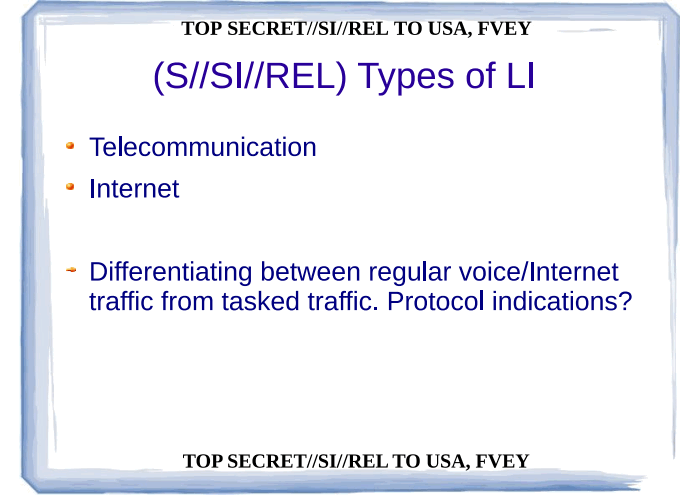 TOP SECRET//SI//REL TO USA, FVEY
(S//SI//REL) Types of LI
Telecommunication
Internet
Differentiating between regular voice/Internet
traffic from tasked traffic. Protocol indications?
TOP SECRET//SI//REL TO USA, FVEY